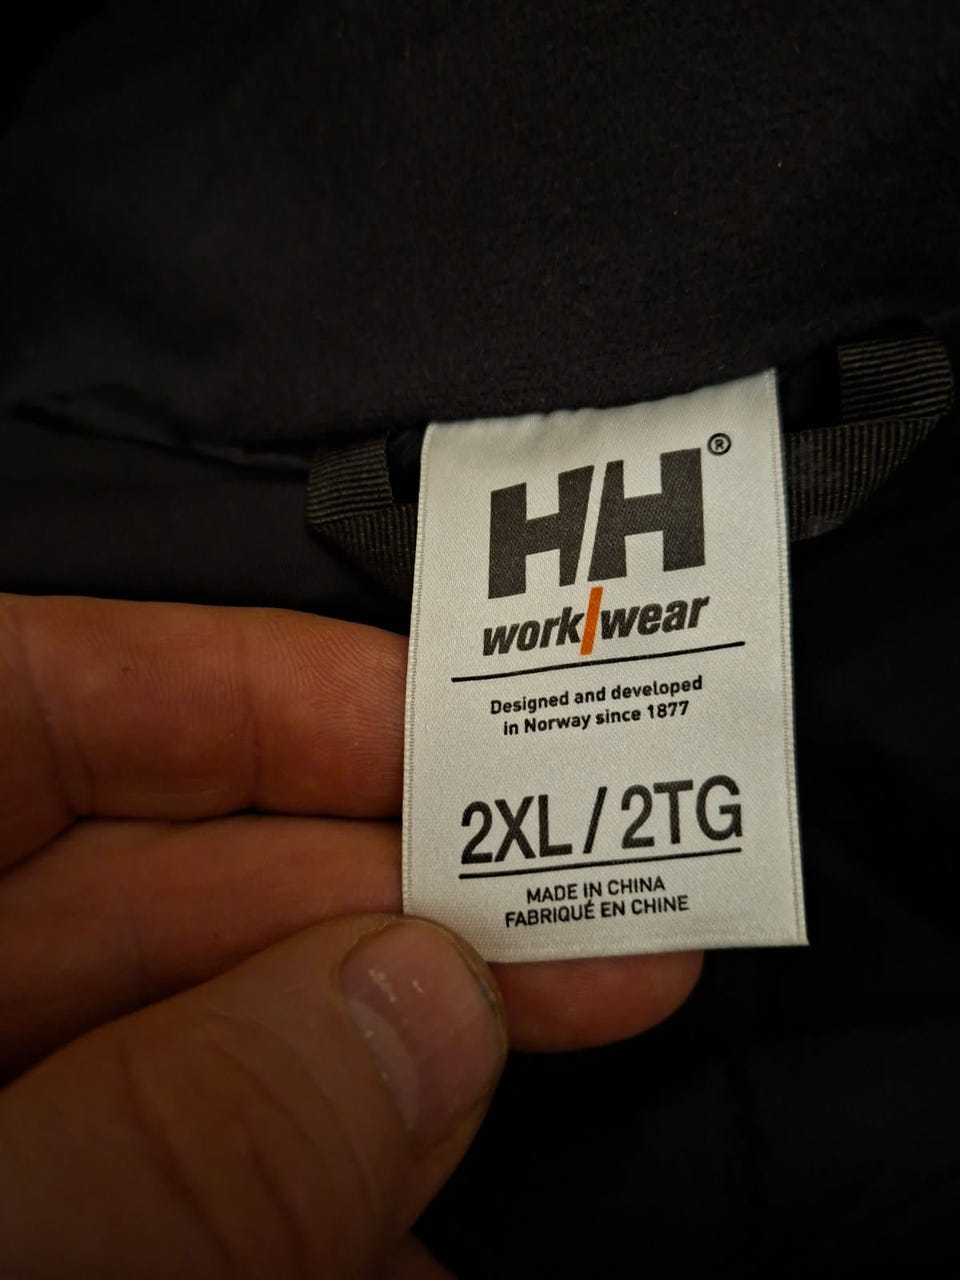 HH®
work/wear
Designed and developed
in Norway since 1877
2XL / 2TG
MADE IN CHINA
FABRIQUÉ EN CHINE